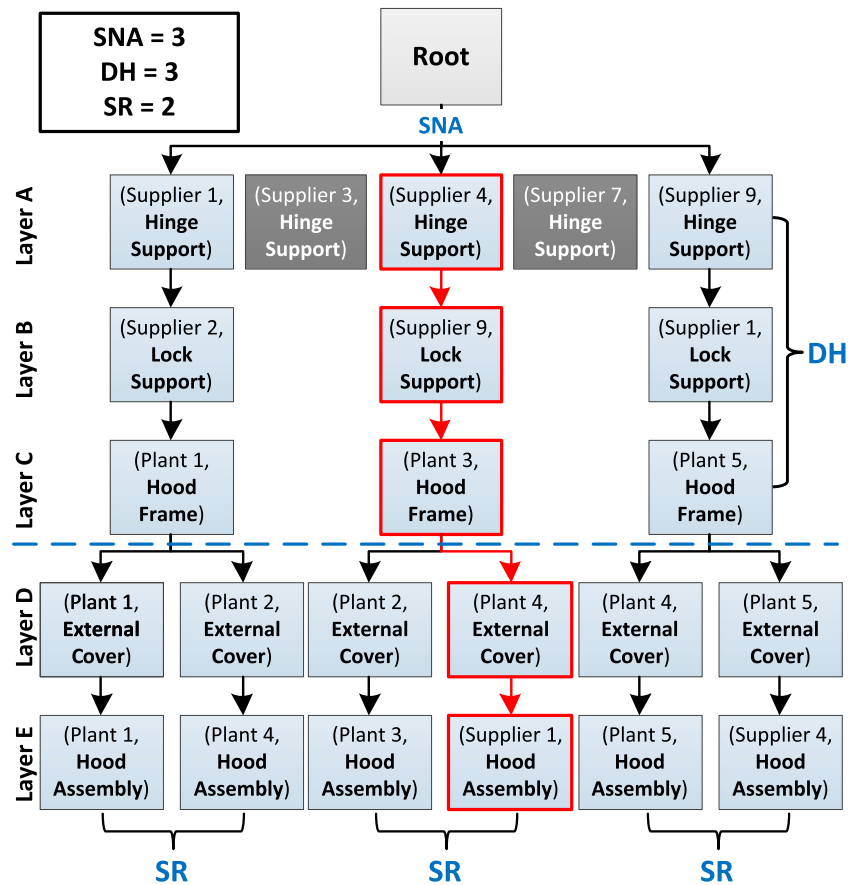 SNA = 3
DH = 3
SR = 2
Root
SNA
Layer A
(Supplier 1,
Hinge
Support)
(Supplier 3,
Hinge
Support)
(Supplier 4,
Hinge
Support)
(Supplier 7,
Hinge
Support)
(Supplier 9,
Hinge
Support)
Layer B
(Supplier 2,
Lock
Support)
(Supplier 9,
Lock
Support)
(Supplier 1,
Lock
Support)
DH
Layer C
(Plant 1,
Hood
Frame)
(Plant 3,
Hood
Frame)
(Plant 5,
Hood
Frame)
Layer D
(Plant 1,
External
Cover)
(Plant 2,
External
Cover)
(Plant 2,
External
Cover)
(Plant 4,
External
Cover)
(Plant 4,
External
Cover)
(Plant 5,
External
Cover)
Layer E
(Plant 1,
Hood
Assembly)
(Plant 4,
Hood
Assembly)
(Plant 3,
Hood
Assembly)
(Supplier 1,
Hood
Assembly)
(Plant 5,
Hood
Assembly)
(Supplier 4,
Hood
Assembly)
SR
SR
SR